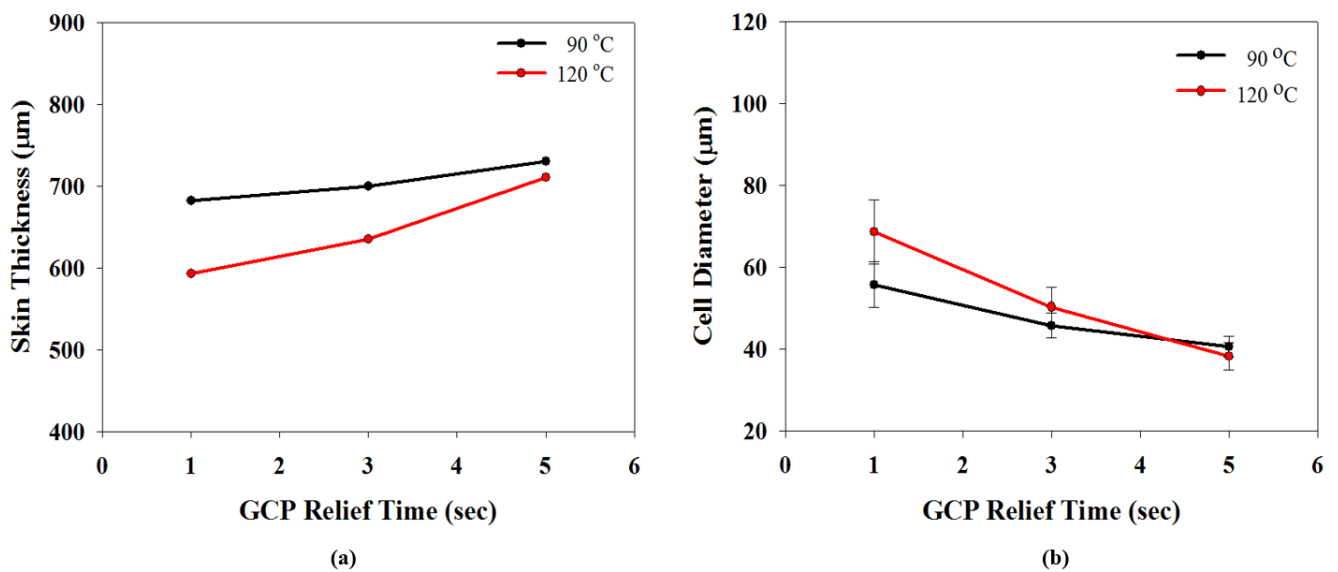 900
800
700
600
500
400
Skin Thickness (μm)
90 °C
120 °C
0 1 2 3 4 5 6
GCP Relief Time (sec)
(a)
120
100
80
60
40
20
Cell Diameter (μm)
90 °C
120 °C
0 1 2 3 4 5 6
GCP Relief Time (sec)
(b)